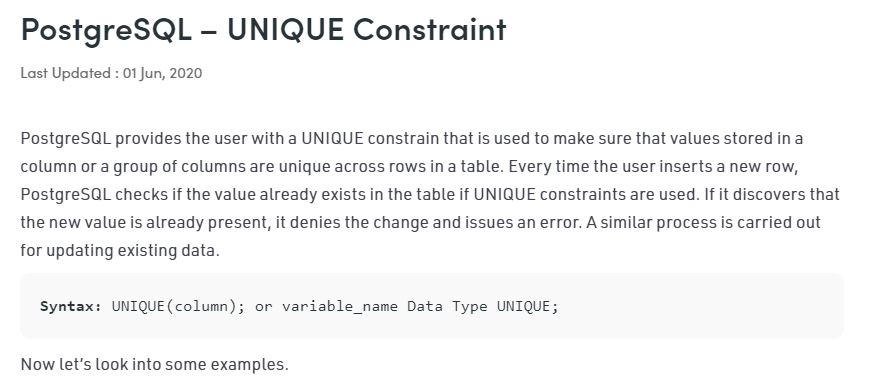 PostgreSQL – UNIQUE Constraint
Last Updated : 01 Jun, 2020
PostgreSQL provides the user with a UNIQUE constrain that is used to make sure that values stored in a
column or a group of columns are unique across rows in a table. Every time the user inserts a new row,
PostgreSQL checks if the value already exists in the table if UNIQUE constraints are used. If it discovers that
the new value is already present, it denies the change and issues an error. A similar process is carried out
for updating existing data.
Syntax: UNIQUE(column); or variable_name Data Type UNIQUE;
Now let’s look into some examples.